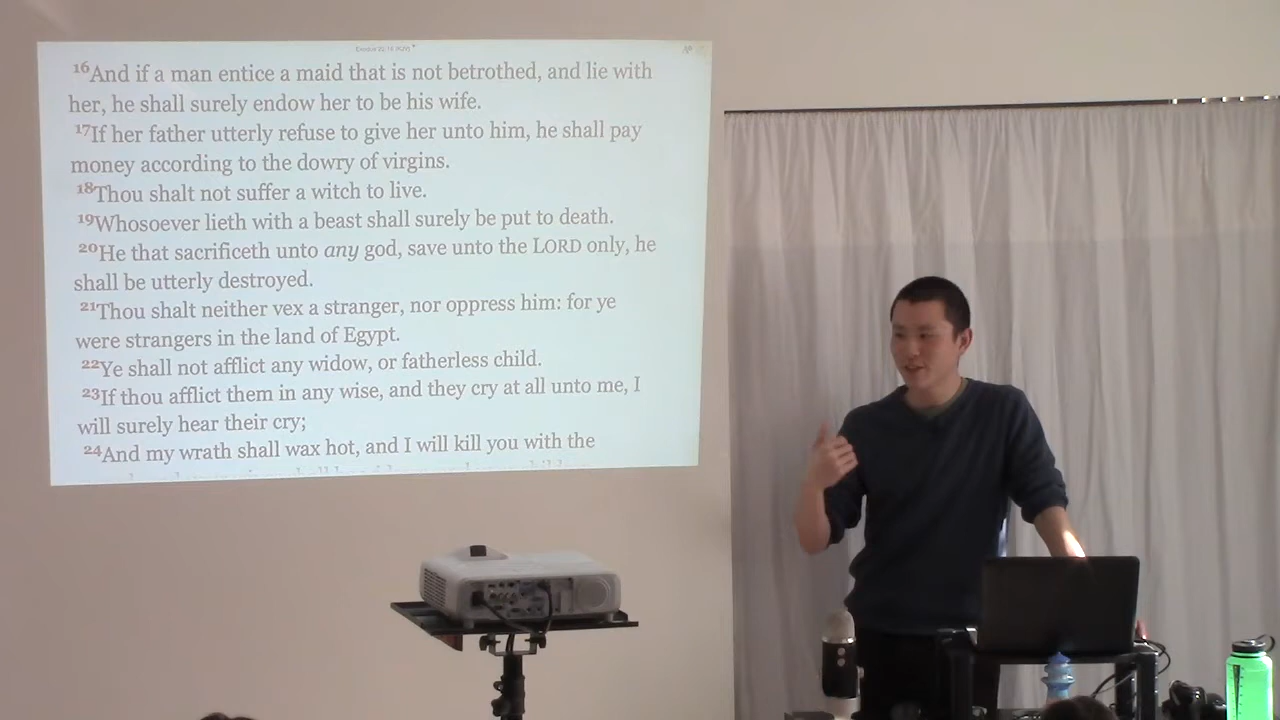 16And if a man entice a maid that is not betrothed, and lie with
her, he shall surely endow her to be his wife.
17If her father utterly refuse to give her unto him, he shall pay
money according to the dowry of virgins.
18Thou shalt not suffer a witch to live.
19Whosoever lieth with a beast shall surely be put to death.
20He that sacrificeth unto any god, save unto the LORD only, he
shall be utterly destroyed.
21Thou shalt neither vex a stranger, nor oppress him: for ye
were strangers in the land of Egypt.
22Ye shall not afflict any widow, or fatherless child.
23If thou afflict them in any wise, and they cry at all unto me, I
will surely hear their cry;
24And my wrath shall wax hot, and I will kill you with the